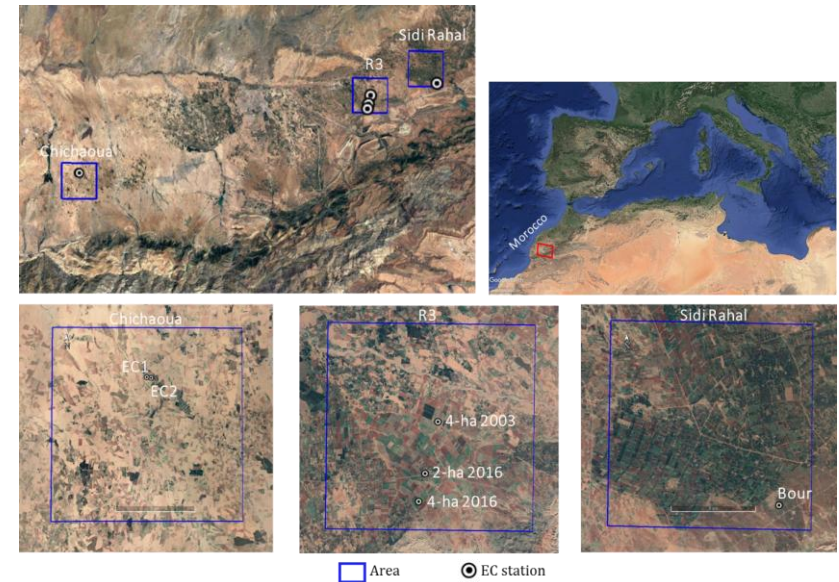 Sidi Rahal
R3
Chichaoua
Morocco
Chichaoua
EC1
EC2
R3
4-ha 2003
2-ha 2016
4-ha 2016
Sidi Rahal
Bour
Area
EC station